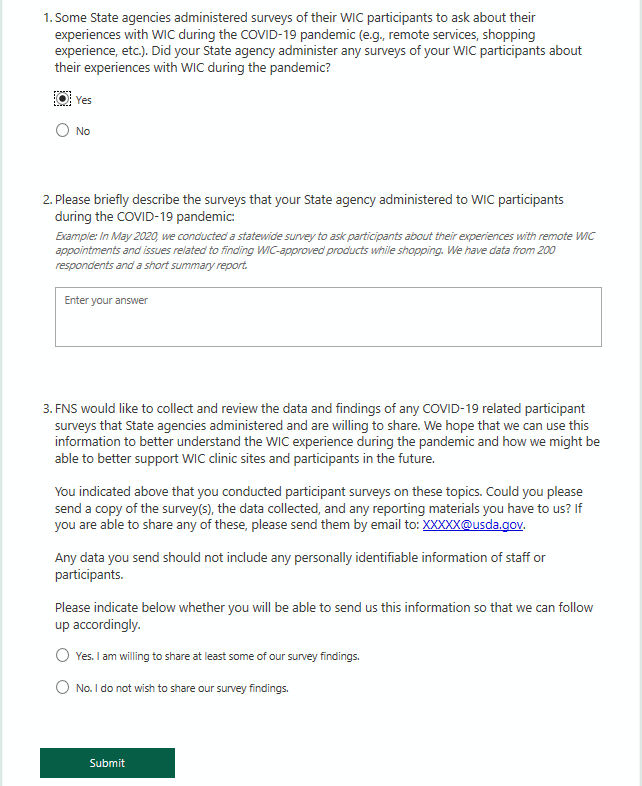 1. Some State agencies administered surveys of their WIC participants to ask about their
experiences with WIC during the COVID-19 pandemic (e.g., remote services, shopping
experience, etc.). Did your State agency administer any surveys of your WIC participants about
their experiences with WIC during the pandemic?
Yes
No
2. Please briefly describe the surveys that your State agency administered to WIC participants
during the COVID-19 pandemic:
Example: In May 2020, we conducted a statewide survey to ask participants about their experiences with remote WIC
appointments and issues related to finding WIC-approved products while shopping. We have data from 200
respondents and a short summary report.
Enter your answer
3. FNS would like to collect and review the data and findings of any COVID-19 related participant
surveys that State agencies administered and are willing to share. We hope that we can use this
information to better understand the WIC experience during the pandemic and how we might be
able to better support WIC clinic sites and participants in the future.
You indicated above that you conducted participant surveys on these topics. Could you please
send a copy of the survey(s), the data collected, and any reporting materials you have to us? If
you are able to share any of these, please send them by email to: XXXXX@usda.gov.
Any data you send should not include any personally identifiable information of staff or
participants.
Please indicate below whether you will be able to send us this information so that we can follow
up accordingly.
Yes. I am willing to share at least some of our survey findings.
No. I do not wish to share our survey findings.
Submit